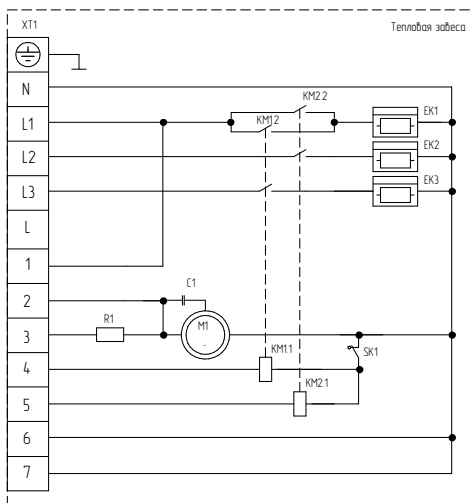 XT1
Тепловая завеса
N
KM2.2
L1
KM1.2
EK1
L2
EK2
L3
EK3
L
1
C1
2
R1
M1
3
KM1.1
SK1
4
KM2.1
5
6
7